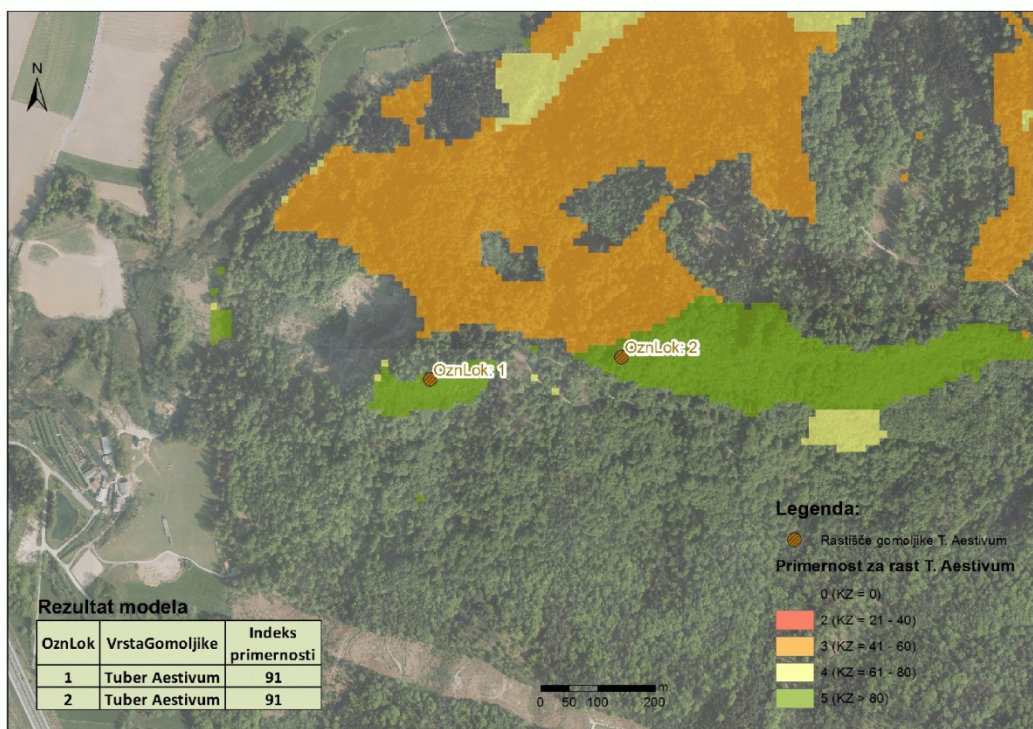 N
OznLok: 2
OznLok: 1
Legenda:
Rastišče gomoljike T. Aestivum
Primernost za rast T. Aestivum
0 (KZ = 0)
2 (KZ = 21 - 40)
3 (KZ = 41 - 60)
4 (KZ = 61 - 80)
5 (KZ > 80)
Rezultat modela
OznLok VrstaGomoljike Indeks primernosti
1 Tuber Aestivum 91
2 Tuber Aestivum 91
m
0 50 100 200